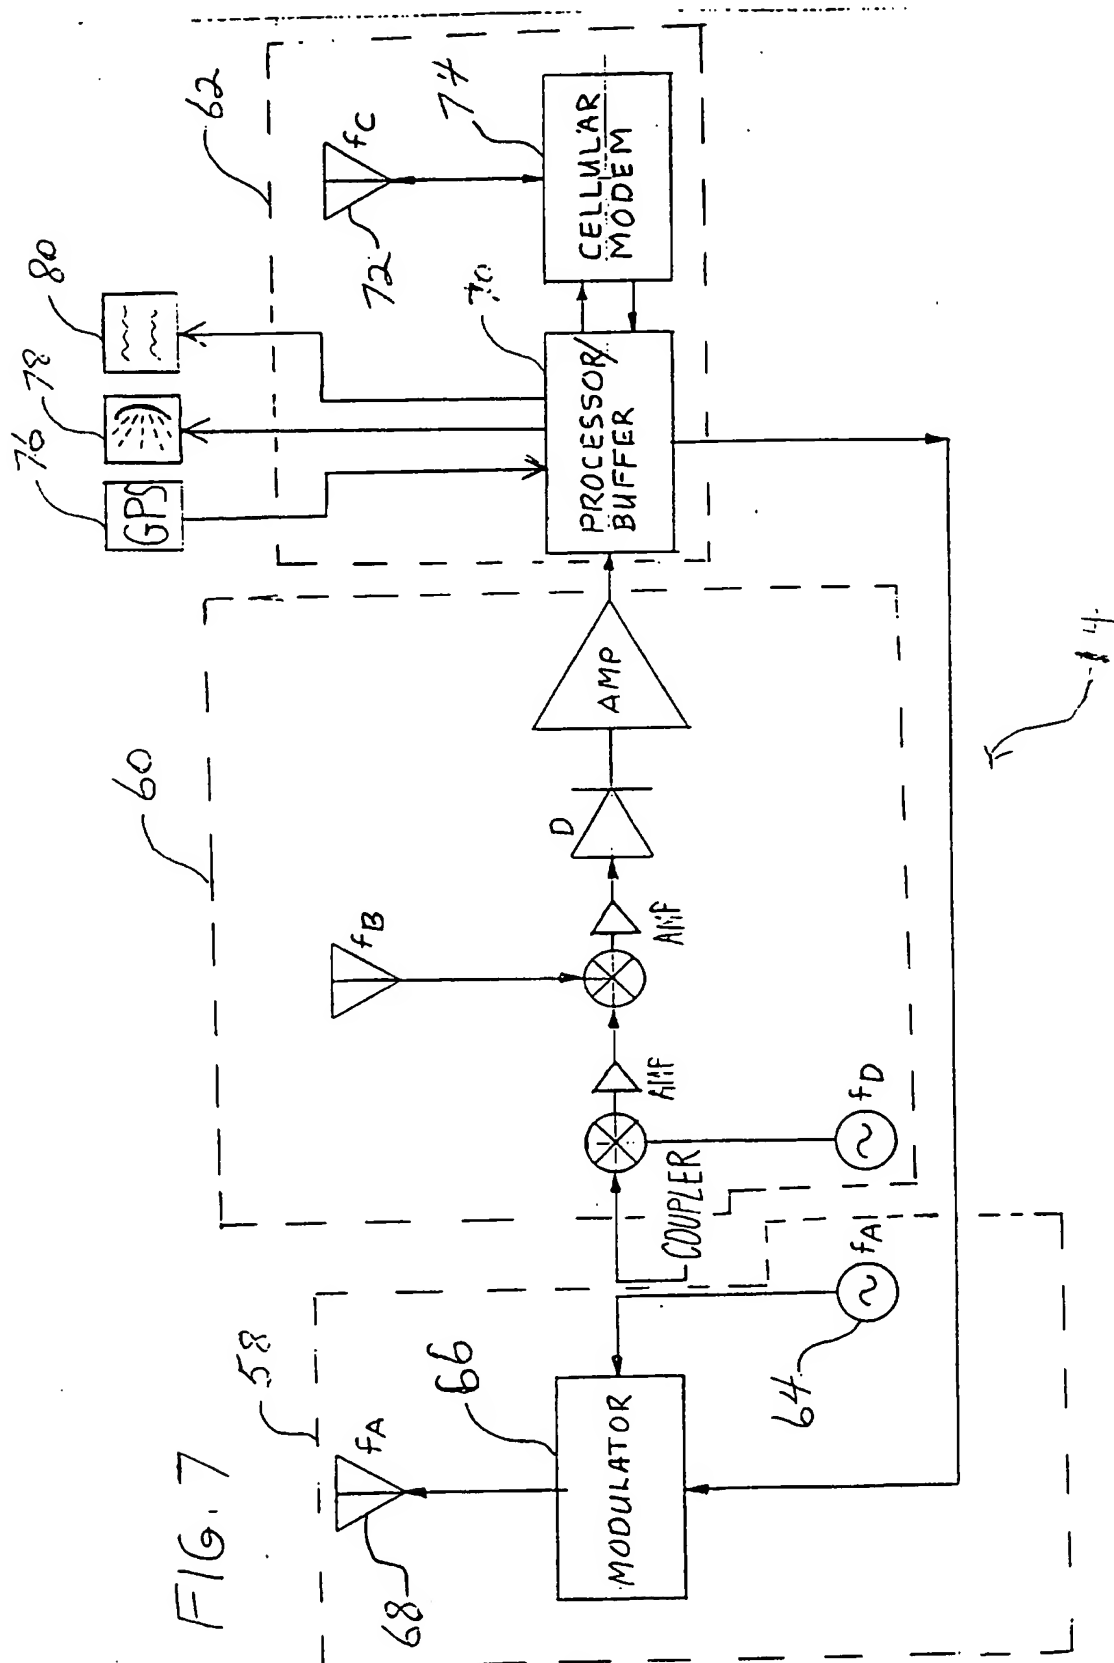 FIG. 7
58
68
fA
66
MODULATOR
64
fA
COUPLER
60
fB
fD
AMP
AMP
D
AMP
62
76
GPS
78
80
72
fC
70
PROCESSOR/
BUFFER
74
CELLULAR
MODEM
14